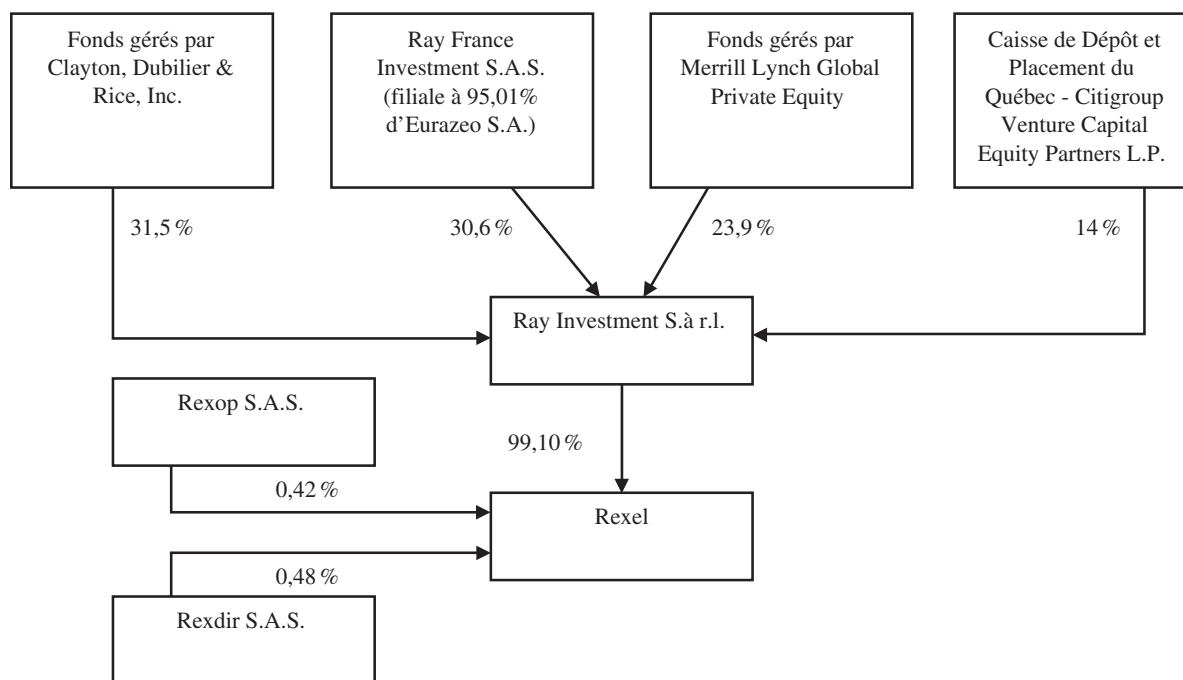 Fonds gérés par
Clayton, Dubilier &
Rice, Inc.
Ray France
Investment S.A.S.
(filiale à 95,01%
d’Eurazeo S.A.)
Fonds gérés par
Merrill Lynch Global
Private Equity
Caisse de Dépôt et
Placement du
Québec - Citigroup
Venture Capital
Equity Partners L.P.
31,5 %
30,6 %
23,9 %
14 %
Ray Investment S.à r.l.
Rexop S.A.S.
99,10 %
0,42 %
Rexel
0,48 %
Rexdir S.A.S.